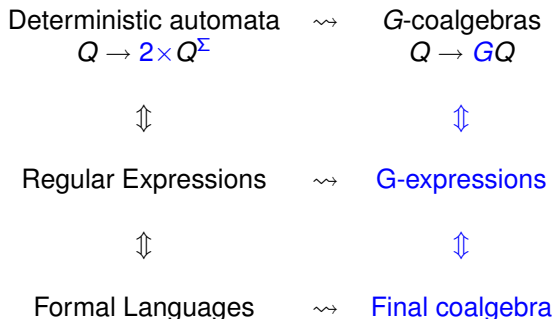 Deterministic automata ⇝ G-coalgebras
Q → 2×Q^Σ Q → GQ
⇕ ⇕
Regular Expressions ⇝ G-expressions
⇕ ⇕
Formal Languages ⇝ Final coalgebra